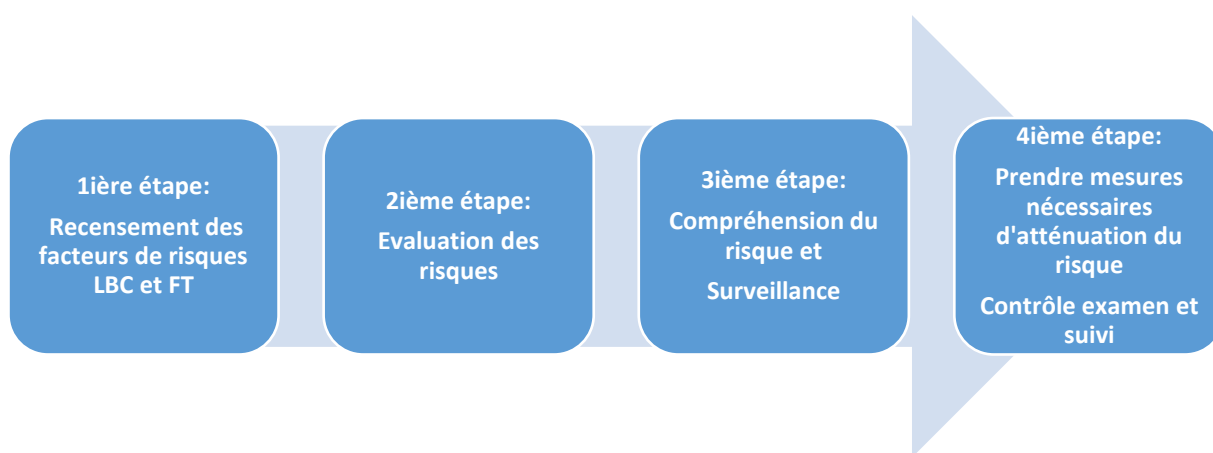 1ière étape:
Recensement des
facteurs de risques
LBC et FT
2ième étape:
Evaluation des
risques
3ième étape:
Compréhension du
risque et
Surveillance
4ième étape:
Prendre mesures
nécessaires
d'atténuation du
risque
Contrôle examen et
suivi